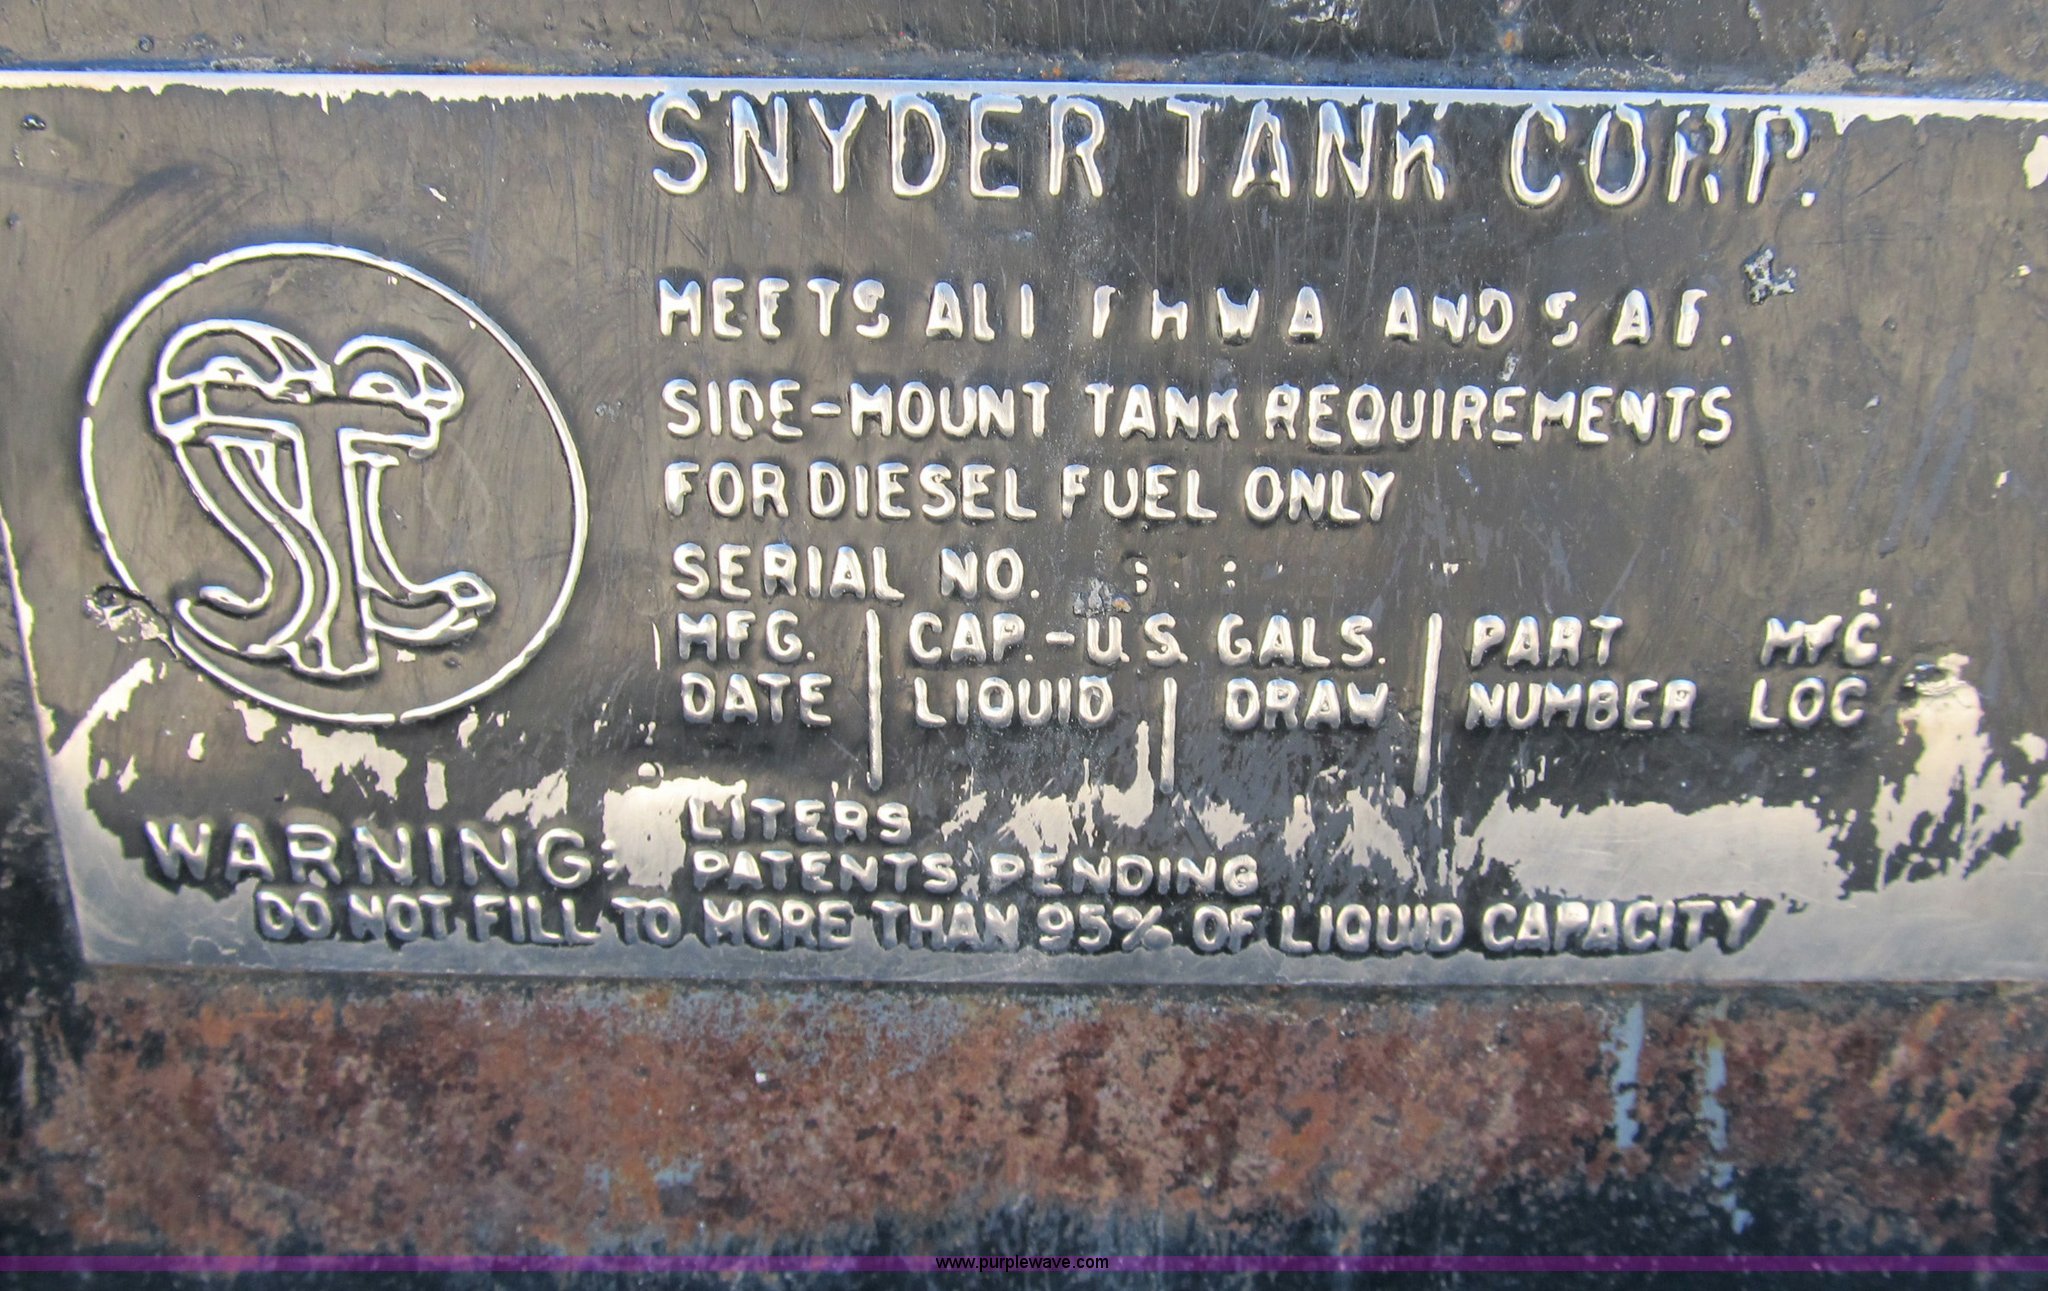 SNYDER TANK CORP.
STC
MEETS ALL FHWA AND S A E.
SIDE-MOUNT TANK REQUIREMENTS
FOR DIESEL FUEL ONLY
SERIAL NO.
MFG. CAP.-U.S. GALS. PART MFG.
DATE LIQUID DRAW NUMBER LOC
LITERS
WARNING: PATENTS PENDING
DO NOT FILL TO MORE THAN 95% OF LIQUID CAPACITY
www.purplewave.com